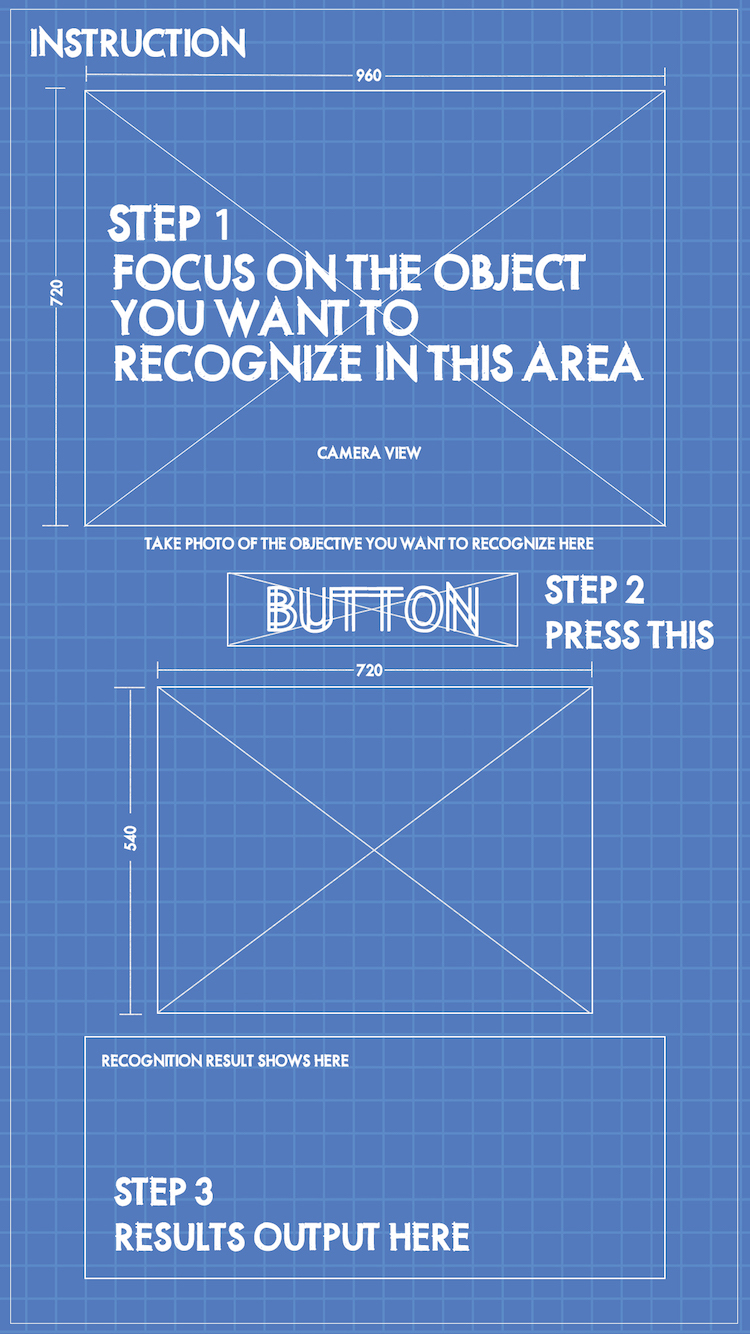 INSTRUCTION
960
720
STEP 1
FOCUS ON THE OBJECT
YOU WANT TO
RECOGNIZE IN THIS AREA
CAMERA VIEW
TAKE PHOTO OF THE OBJECTIVE YOU WANT TO RECOGNIZE HERE
BUTTON
STEP 2
PRESS THIS
720
540
RECOGNITION RESULT SHOWS HERE
STEP 3
RESULTS OUTPUT HERE